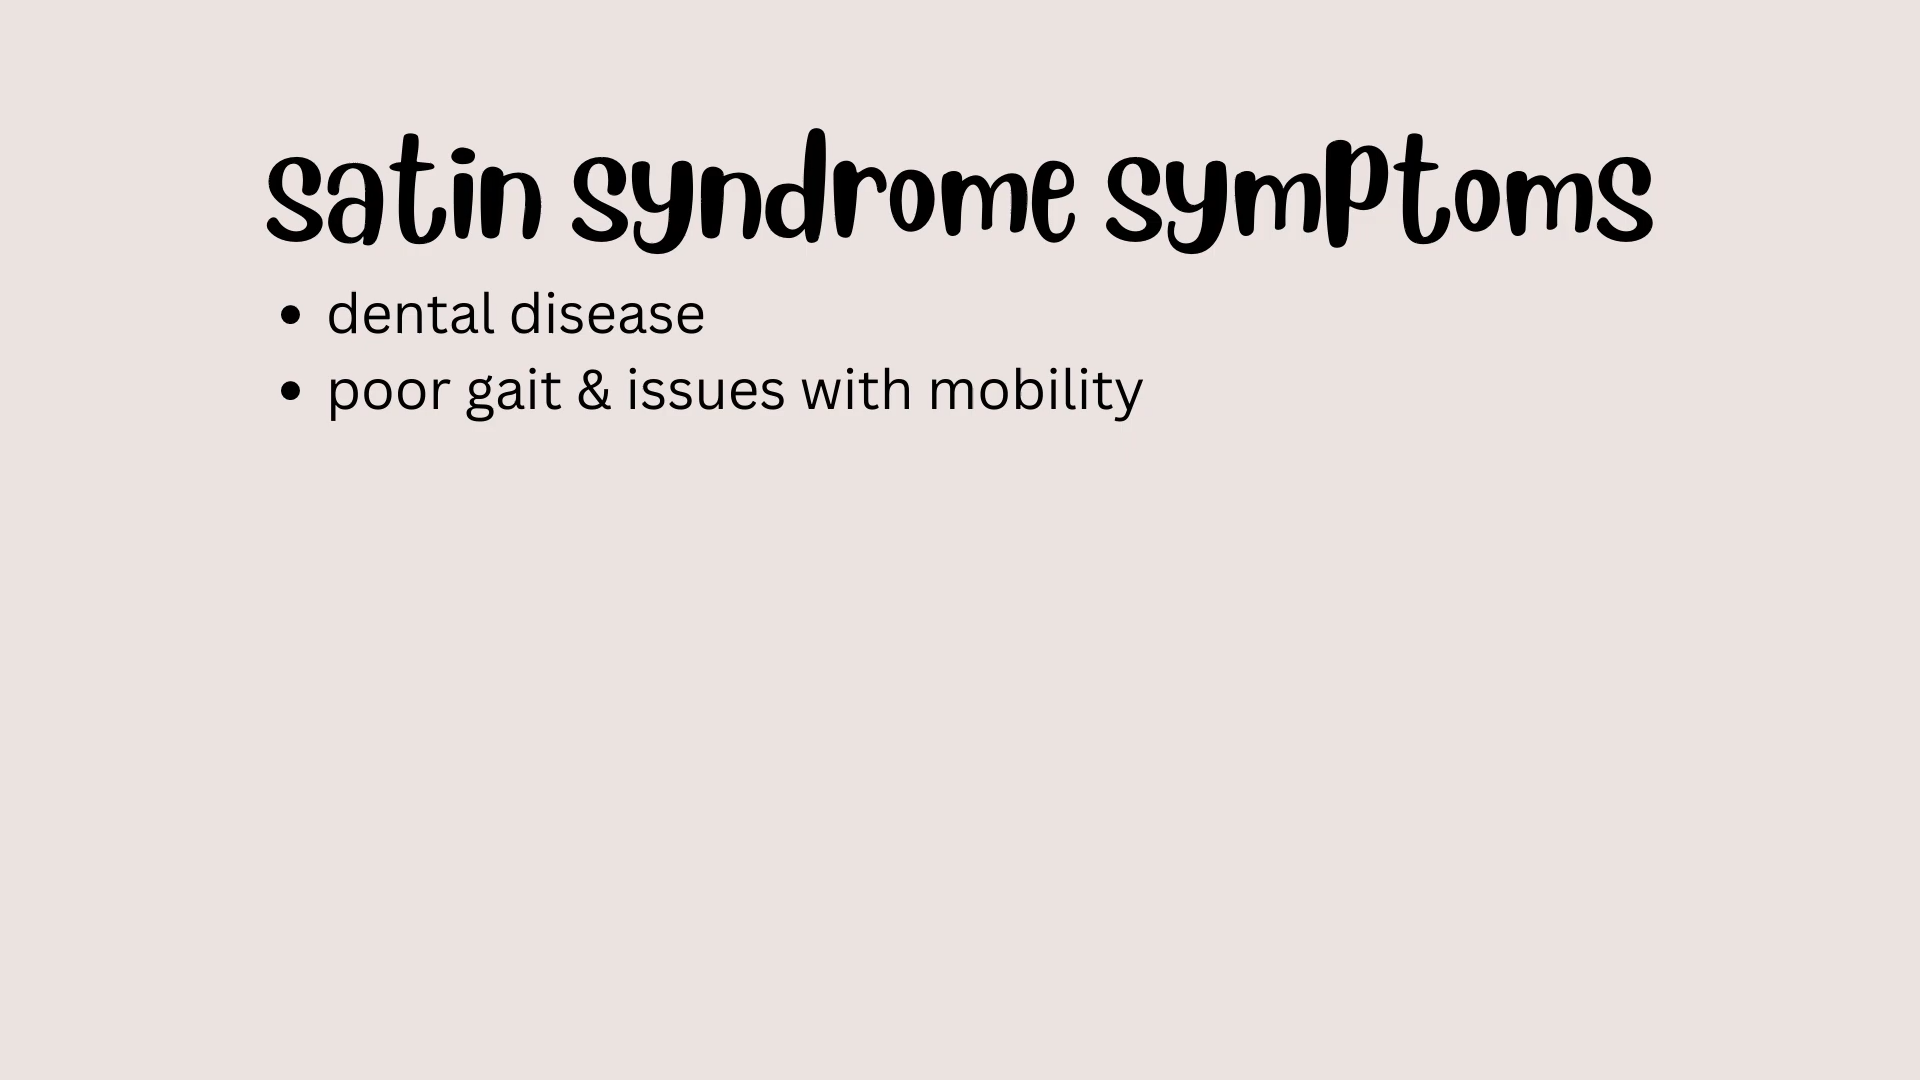 satin syndrome symptoms
• dental disease
• poor gait & issues with mobility